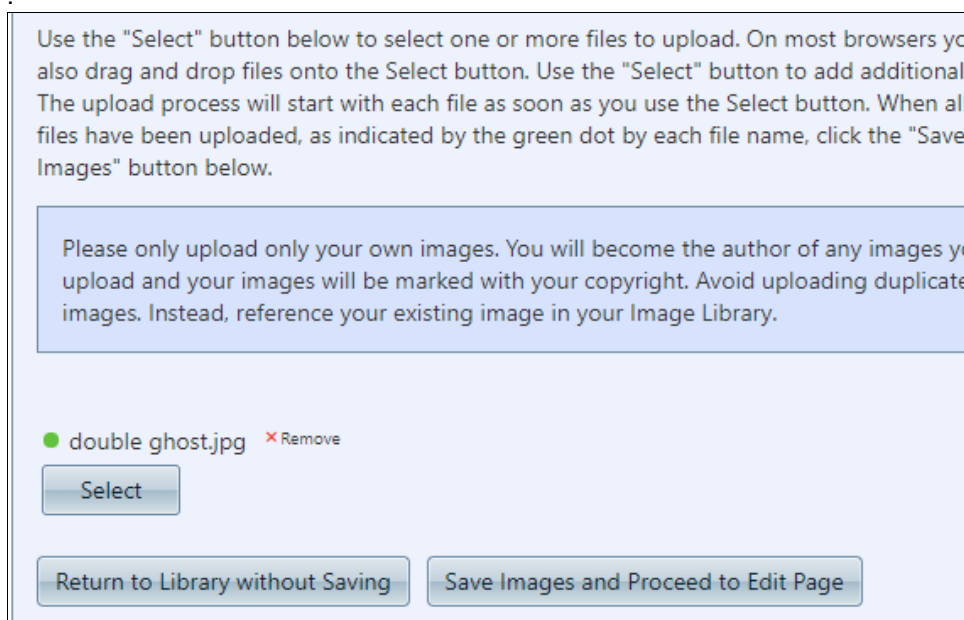 Use the "Select" button below to select one or more files to upload. On most browsers
also drag and drop files onto the Select button. Use the "Select" button to add additional
The upload process will start with each file as soon as you use the Select button. When
files have been uploaded, as indicated by the green dot by each file name, click the "Save
Images" button below.
Please only upload only your own images. You will become the author of any images
upload and your images will be marked with your copyright. Avoid uploading
images. Instead, reference your existing image in your Image Library.
double ghost.jpg × Remove
Select
Return to Library without Saving Save Images and Proceed to Edit Page